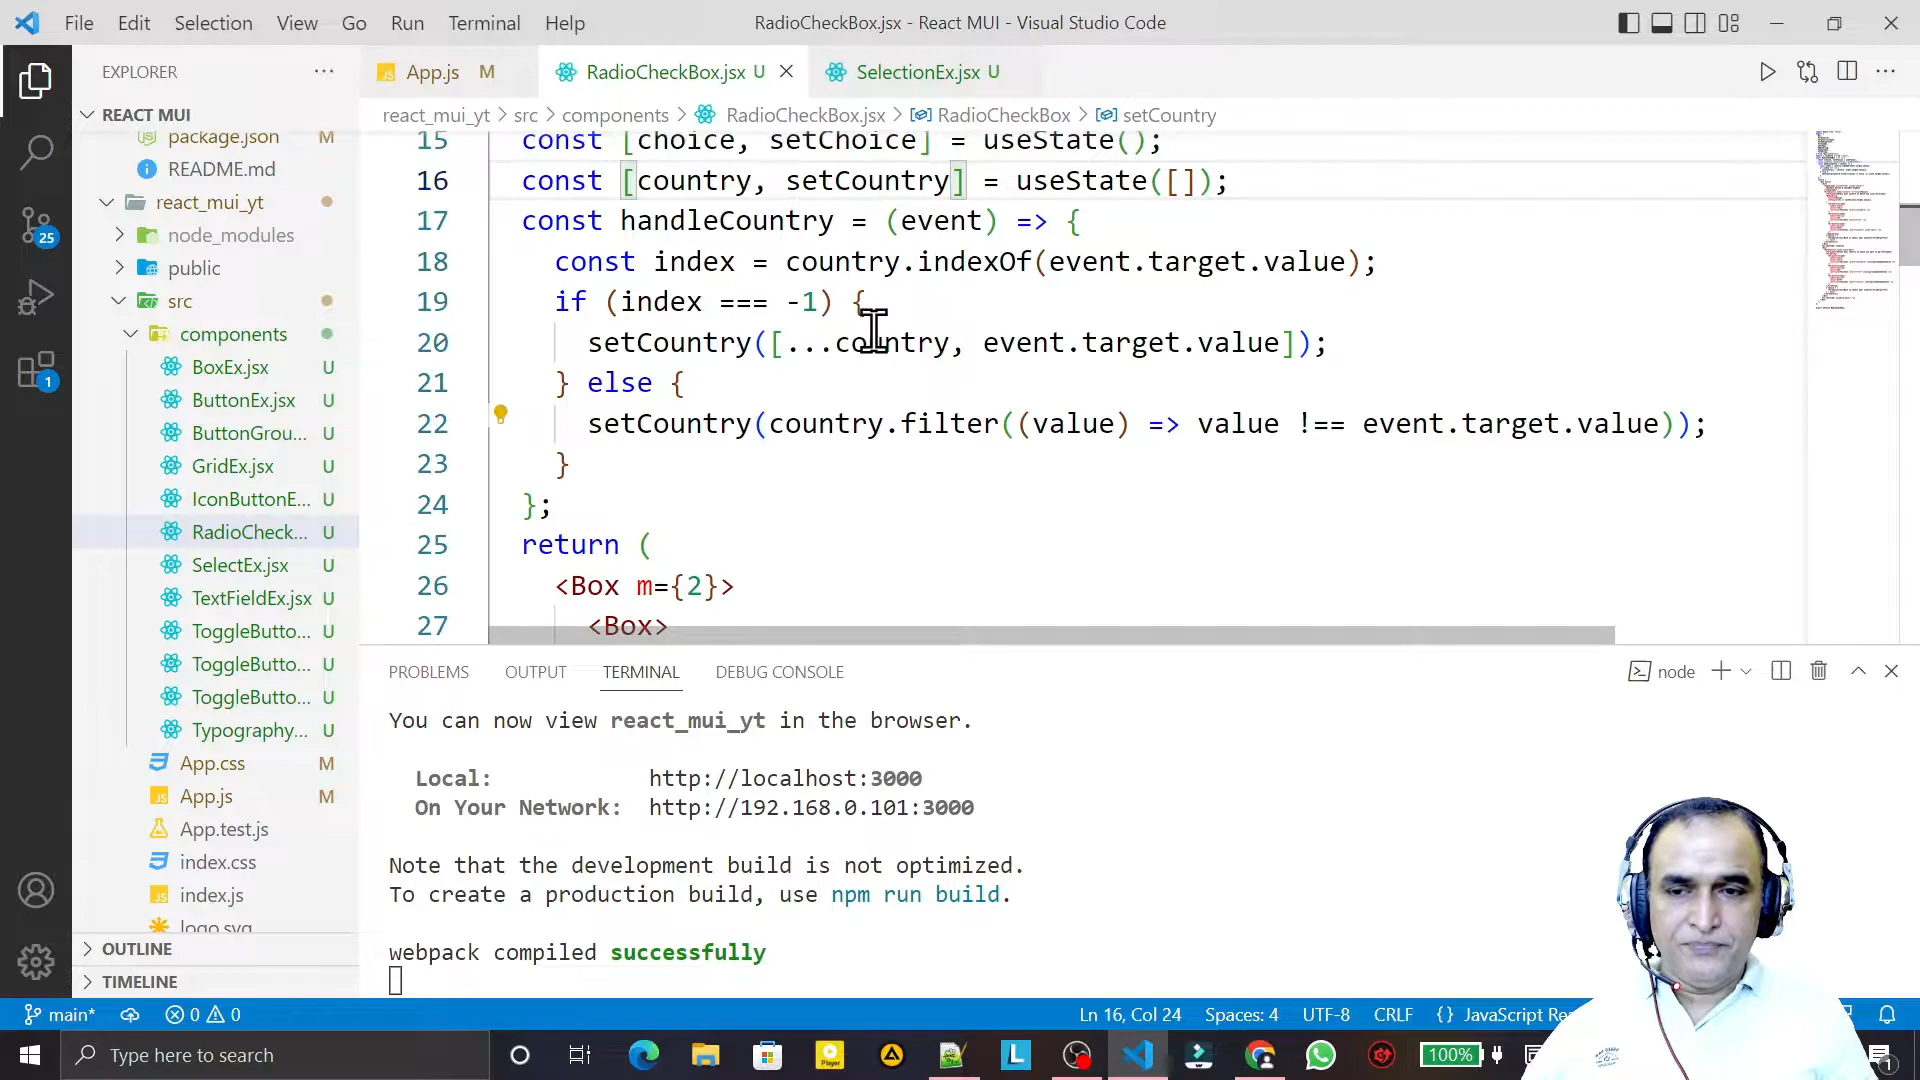 File Edit Selection View Go Run Terminal Help
RadioCheckBox.jsx - React MUI - Visual Studio Code
EXPLORER
REACT MUI
package.json M
README.md
react_mui_yt
node_modules
public
src
components
BoxEx.jsx U
ButtonEx.jsx U
ButtonGrou... U
GridEx.jsx U
IconButtonE... U
RadioCheck... U
SelectEx.jsx U
TextFieldEx.jsx U
ToggleButto... U
ToggleButto... U
ToggleButto... U
Typography... U
App.css M
App.js M
App.test.js
index.css
index.js
logo.svg
OUTLINE
TIMELINE
25
1
App.js M
RadioCheckBox.jsx U
SelectionEx.jsx U
react_mui_yt > src > components > RadioCheckBox.jsx > RadioCheckBox > setCountry
15 const [choice, setChoice] = useState();
16 const [country, setCountry] = useState([]);
17 const handleCountry = (event) => {
18 const index = country.indexOf(event.target.value);
19 if (index === -1) {
20 setCountry([...country, event.target.value]);
21 } else {
22 setCountry(country.filter((value) => value !== event.target.value));
23 }
24 };
25 return (
26 <Box m={2}>
27 <Box>
PROBLEMS OUTPUT TERMINAL DEBUG CONSOLE
node
You can now view react_mui_yt in the browser.
Local: http://localhost:3000
On Your Network: http://192.168.0.101:3000
Note that the development build is not optimized.
To create a production build, use npm run build.
webpack compiled successfully
main* 0 0
Ln 16, Col 24 Spaces: 4 UTF-8 CRLF {} JavaScript Re
Type here to search
Player
L
100%
1